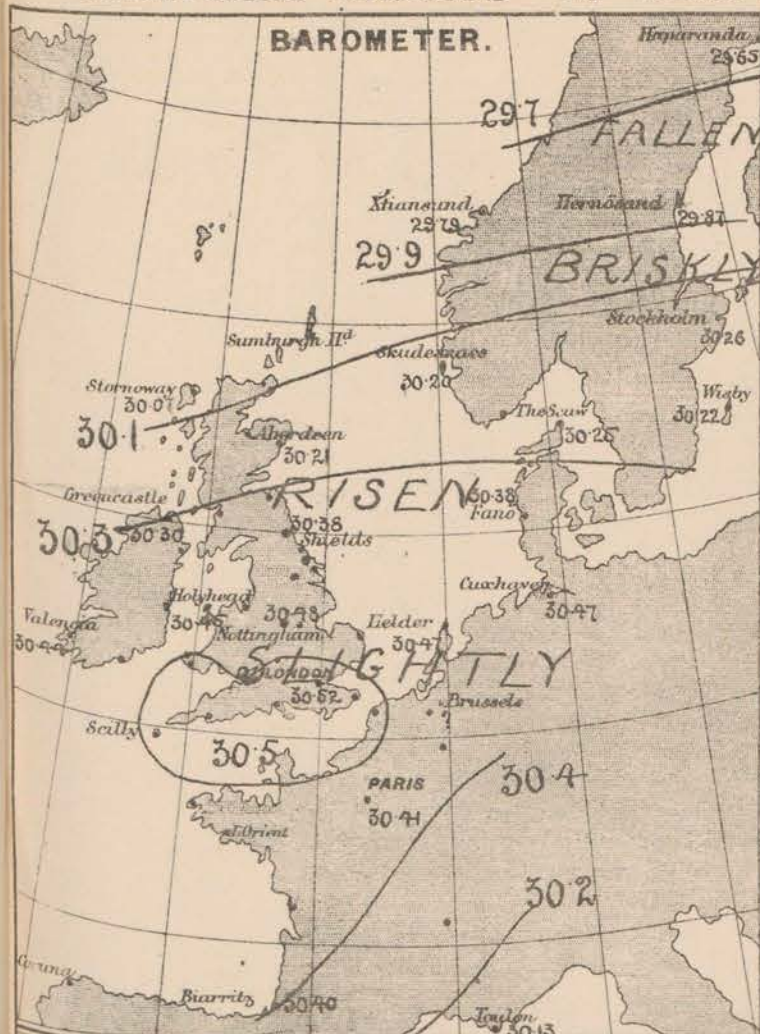 BAROMETER.
Haparanda
29·65
29·7
FALLEN
Xtiansund
29·79
Hernösand
29·87
29·9
BRISKLY
Sumburgh Hd
Stockholm
30·26
Skudesnaes
30·20
Stornoway
30·07
Wisby
30·22
30·1
The Scaw
30·25
Aberdeen
30·21
Greencastle
RISEN
30·38
Fano
30·3
30·30
30·38
Shields
Cuxhaven
30·47
Holyhead
30·46
30·48
Nottingham
Helder
30·47
Valencia
SLIGHTLY
LONDON
30·52
Brussels
Scilly
30·5
30·4
PARIS
30·41
L'Orient
30·2
Corunna
Biarritz
30·40
Toulon
30·13